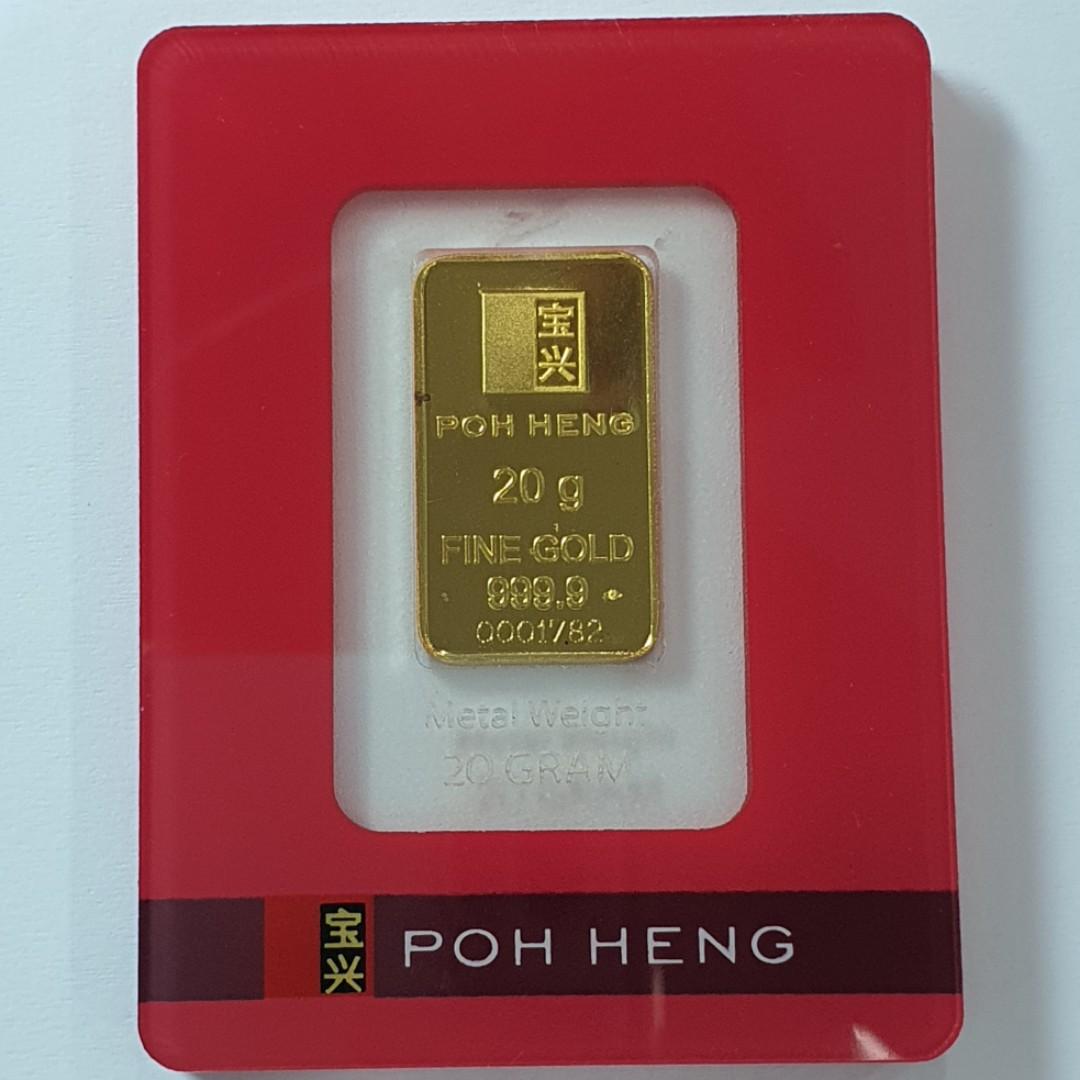 宝
兴
POH HENG
20 g
FINE GOLD
999.9
0001782
Metal Weight
20 GRAM
宝
兴
POH HENG